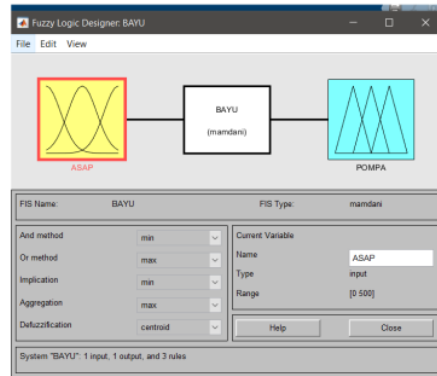 Fuzzy Logic Designer: BAYU
File Edit View
BAYU
(mamdani)
ASAP
POMPA
FIS Name: BAYU FIS Type: mamdani
And method min
Or method max
Implication min
Aggregation max
Defuzzification centroid
Current Variable
Name ASAP
Type input
Range [0 500]
Help Close
System "BAYU": 1 input, 1 output, and 3 rules